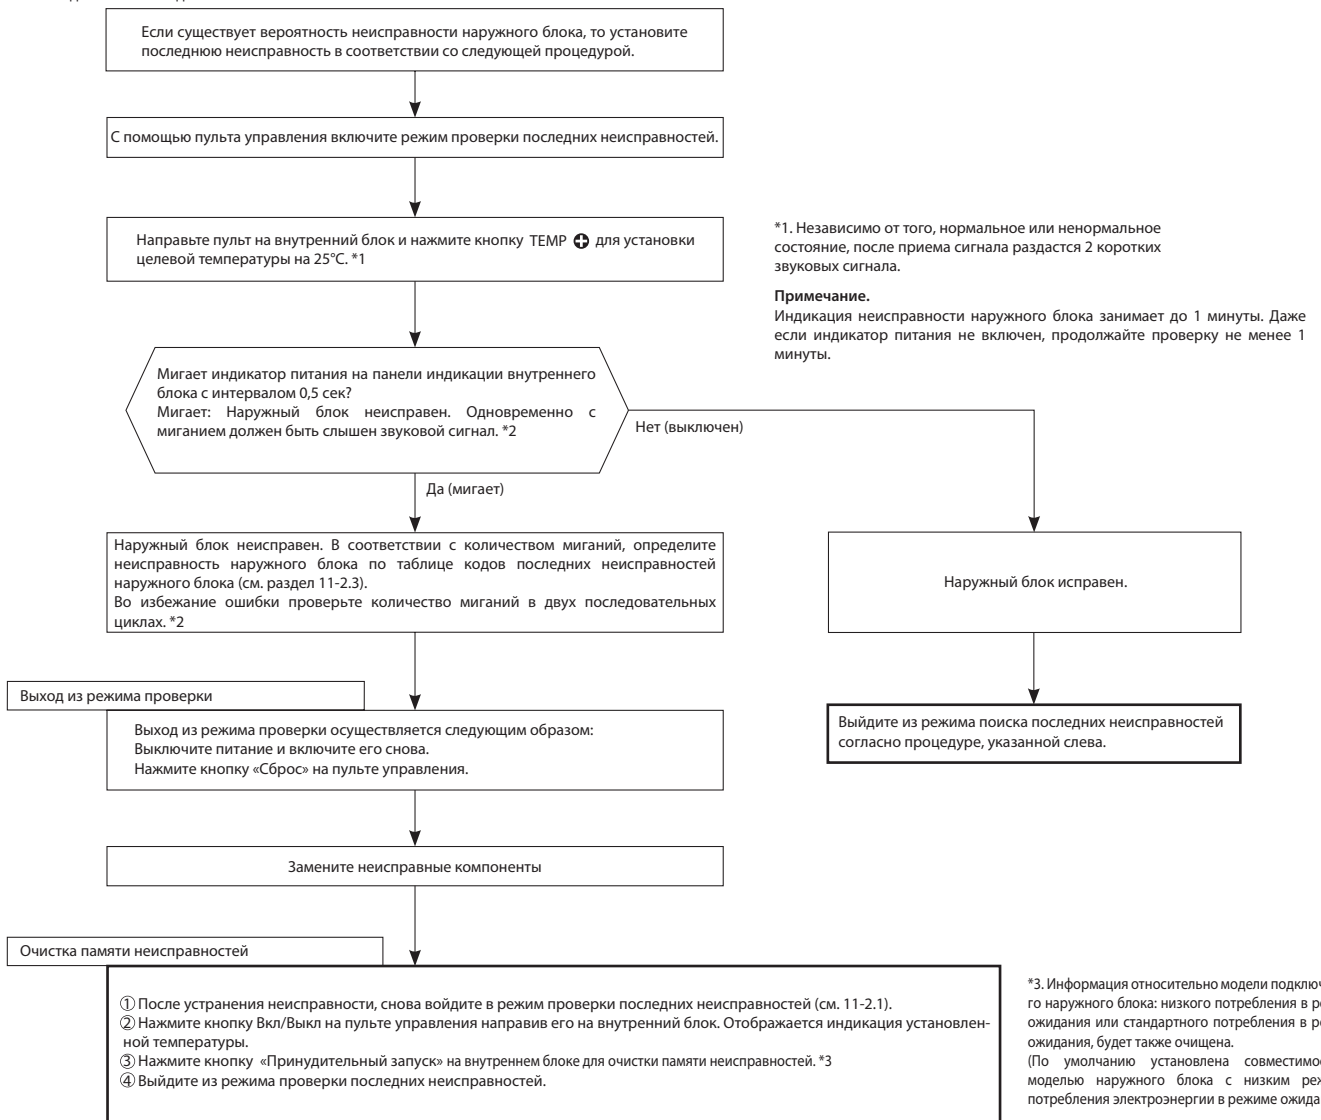 Если существует вероятность неисправности наружного блока, то установите
последнюю неисправность в соответствии со следующей процедурой.
С помощью пульта управления включите режим проверки последних неисправностей.
Направьте пульт на внутренний блок и нажмите кнопку TEMP ➕ для установки
целевой температуры на 25°C. *1
*1. Независимо от того, нормальное или ненормальное
состояние, после приема сигнала раздастся 2 коротких
звуковых сигнала.
Примечание.
Индикация неисправности наружного блока занимает до 1 минуты. Даже
если индикатор питания не включен, продолжайте проверку не менее 1
минуты.
Мигает индикатор питания на панели индикации внутреннего
блока с интервалом 0,5 сек?
Мигает: Наружный блок неисправен. Одновременно с
миганием должен быть слышен звуковой сигнал. *2
Нет (выключен)
Да (мигает)
Наружный блок неисправен. В соответствии с количеством миганий, определите
неисправность наружного блока по таблице кодов последних неисправностей
наружного блока (см. раздел 11-2.3).
Во избежание ошибки проверьте количество миганий в двух последовательных
циклах. *2
Наружный блок исправен.
Выход из режима проверки
Выход из режима проверки осуществляется следующим образом:
Выключите питание и включите его снова.
Нажмите кнопку «Сброс» на пульте управления.
Выйдите из режима поиска последних неисправностей
согласно процедуре, указанной слева.
Замените неисправные компоненты
Очистка памяти неисправностей
① После устранения неисправности, снова войдите в режим проверки последних неисправностей (см. 11-2.1).
② Нажмите кнопку Вкл/Выкл на пульте управления направив его на внутренний блок. Отображается индикация установлен-
ной температуры.
③ Нажмите кнопку «Принудительный запуск» на внутреннем блоке для очистки памяти неисправностей. *3
④ Выйдите из режима проверки последних неисправностей.
*3. Информация относительно модели подключ
го наружного блока: низкого потребления в р
ожидания или стандартного потребления в р
ожидания, будет также очищена.
(По умолчанию установлена совместимо
моделью наружного блока с низким реж
потребления электроэнергии в режиме ожида